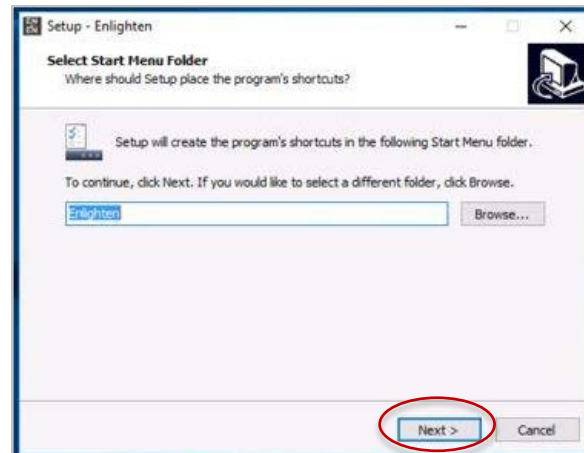 Setup - Enlighten
Select Start Menu Folder
Where should Setup place the program's shortcuts?
Setup will create the program's shortcuts in the following Start Menu folder.
To continue, click Next. If you would like to select a different folder, click Browse.
Enlighten
Browse...
Next >
Cancel